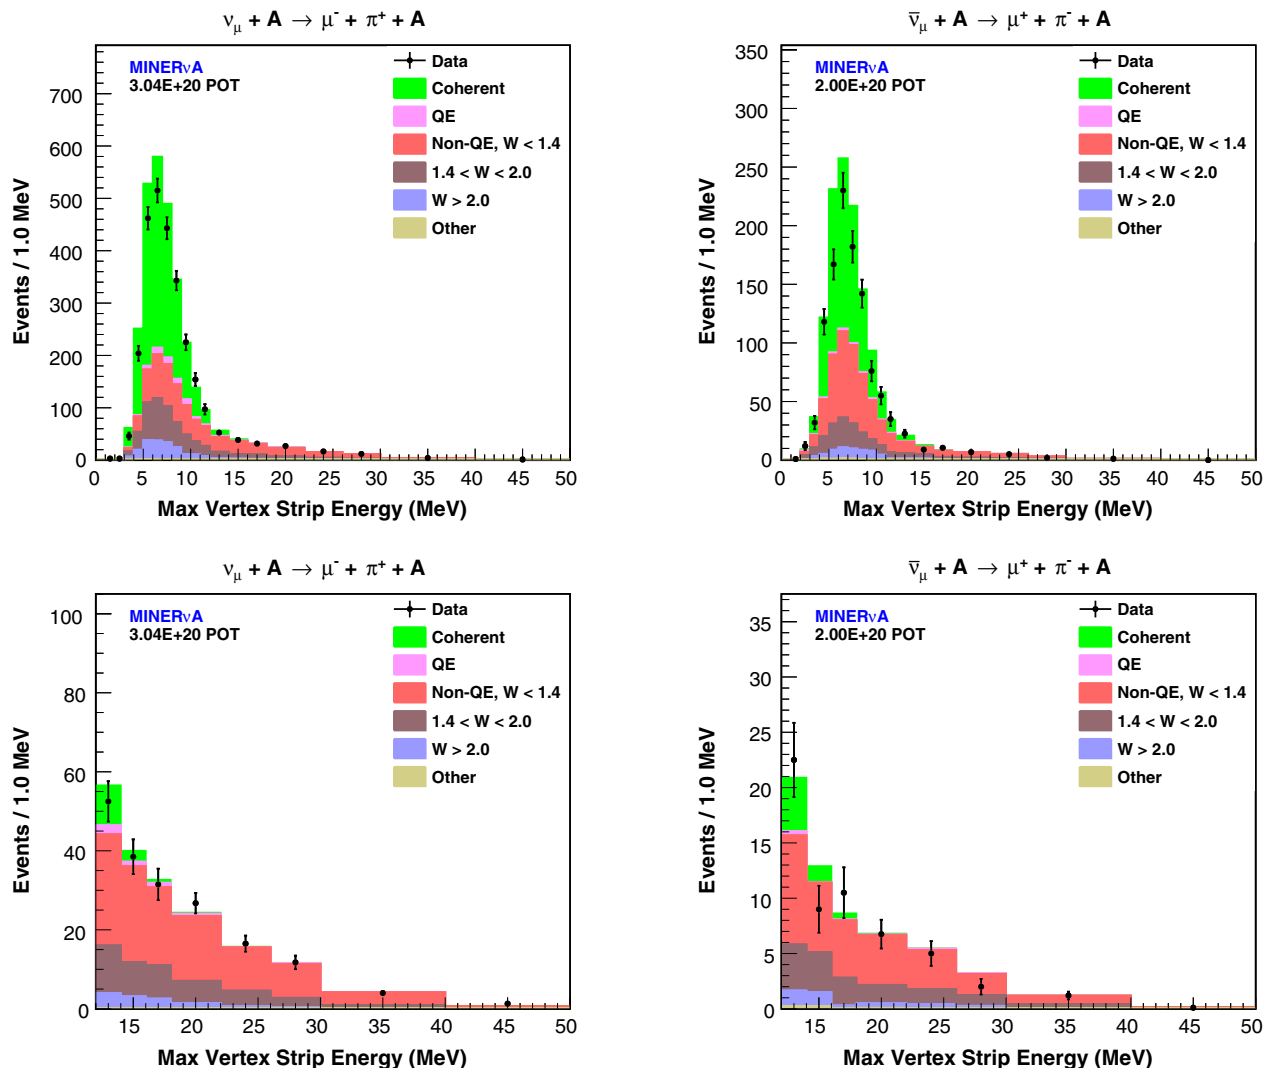 ν_μ + A → μ⁻ + π⁺ + A
MINERνA
3.04E+20 POT
Data
Coherent
QE
Non-QE, W < 1.4
1.4 < W < 2.0
W > 2.0
Other
Events / 1.0 MeV
700
600
500
400
300
200
100
0
0 5 10 15 20 25 30 35 40 45 50
Max Vertex Strip Energy (MeV)
ν̅_μ + A → μ⁺ + π⁻ + A
MINERνA
2.00E+20 POT
Data
Coherent
QE
Non-QE, W < 1.4
1.4 < W < 2.0
W > 2.0
Other
Events / 1.0 MeV
350
300
250
200
150
100
50
0
0 5 10 15 20 25 30 35 40 45 50
Max Vertex Strip Energy (MeV)
ν_μ + A → μ⁻ + π⁺ + A
MINERνA
3.04E+20 POT
Data
Coherent
QE
Non-QE, W < 1.4
1.4 < W < 2.0
W > 2.0
Other
Events / 1.0 MeV
100
80
60
40
20
0
15 20 25 30 35 40 45 50
Max Vertex Strip Energy (MeV)
ν̅_μ + A → μ⁺ + π⁻ + A
MINERνA
2.00E+20 POT
Data
Coherent
QE
Non-QE, W < 1.4
1.4 < W < 2.0
W > 2.0
Other
Events / 1.0 MeV
35
30
25
20
15
10
5
0
15 20 25 30 35 40 45 50
Max Vertex Strip Energy (MeV)